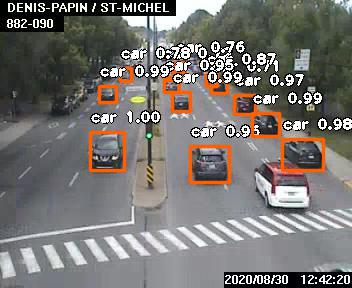 DENIS-PAPIN / ST-MICHEL
882-090
car 0.76
car 0.78
car 0.99
0.95
0.87
0.71
car 0.99
car 0.97
car 0.99
car 1.00
car 0.95
car 0.98
2020/08/30 12:42:20